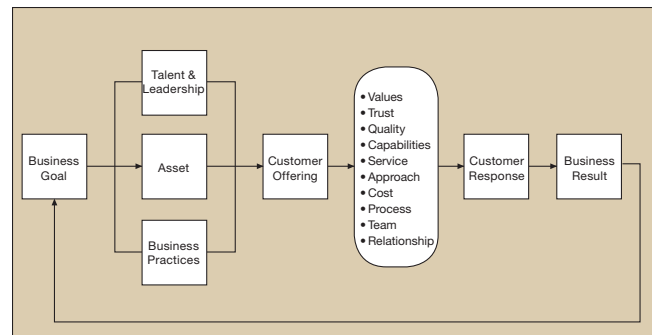 Talent &
Leadership
Business
Goal
Asset
Business
Practices
Customer
Offering
• Values
• Trust
• Quality
• Capabilities
• Service
• Approach
• Cost
• Process
• Team
• Relationship
Customer
Response
Business
Result